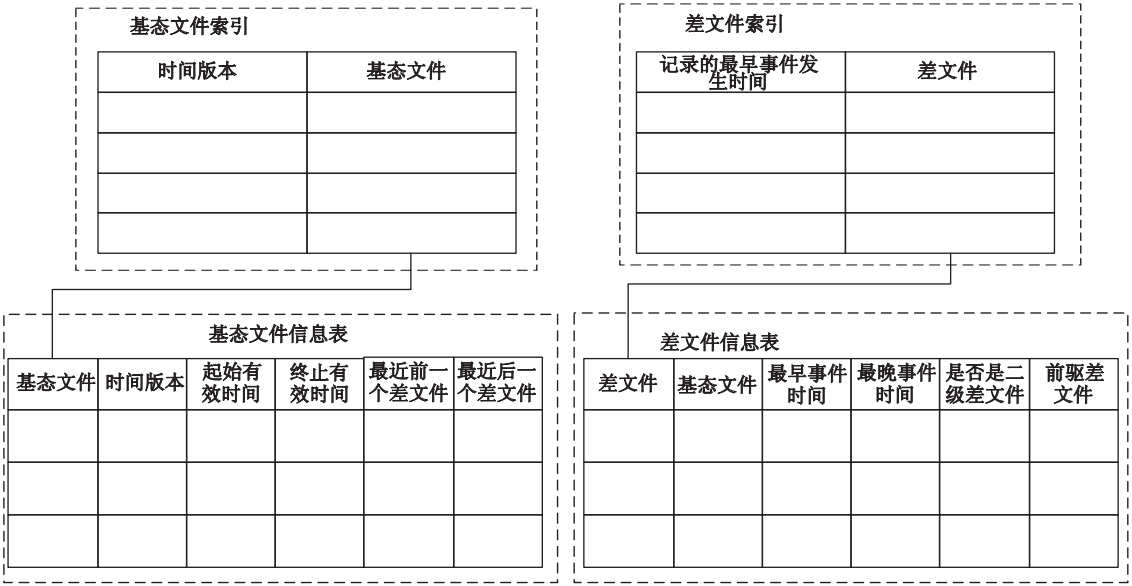 基态文件索引
时间版本
基态文件
差文件索引
记录的最早事件发
生时间
差文件
基态文件信息表
基态文件
时间版本
起始有
效时间
终止有
效时间
最近前一
个差文件
最近后一
个差文件
差文件信息表
差文件
基态文件
最早事件
时间
最晚事件
时间
是否是二
级差文件
前驱差
文件